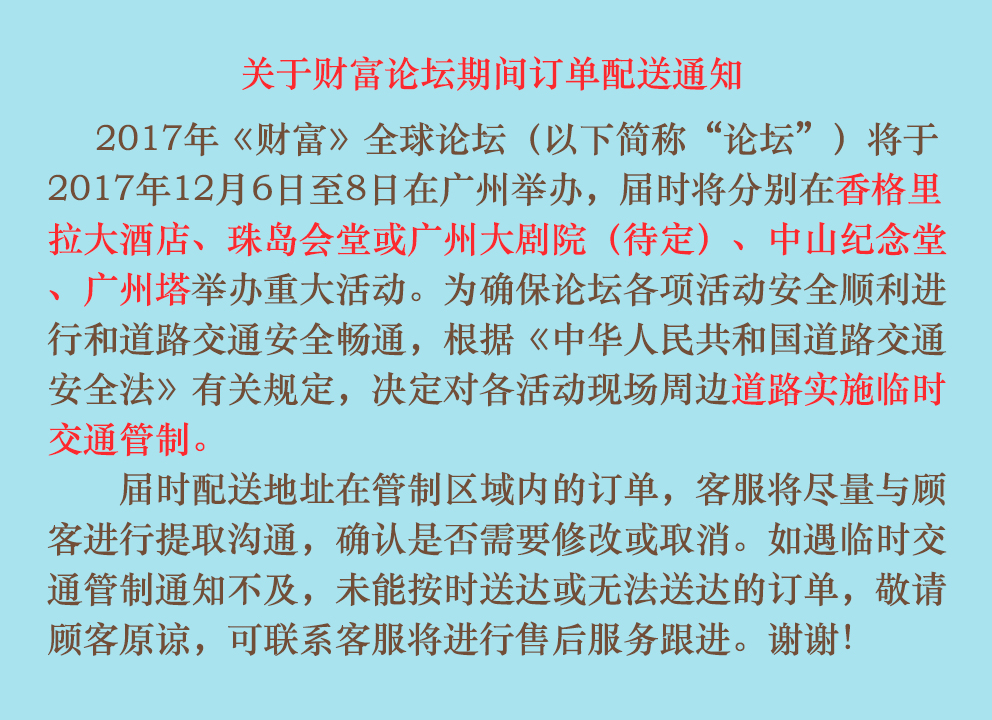 关于财富论坛期间订单配送通知
2017年《财富》全球论坛（以下简称“论坛”）将于
2017年12月6日至8日在广州举办，届时将分别在香格里
拉大酒店、珠岛会堂或广州大剧院（待定）、中山纪念堂
、广州塔举办重大活动。为确保论坛各项活动安全顺利进
行和道路交通安全畅通，根据《中华人民共和国道路交通
安全法》有关规定，决定对各活动现场周边道路实施临时
交通管制。
届时配送地址在管制区域内的订单，客服将尽量与顾
客进行提取沟通，确认是否需要修改或取消。如遇临时交
通管制通知不及，未能按时送达或无法送达的订单，敬请
顾客原谅，可联系客服将进行售后服务跟进。谢谢！